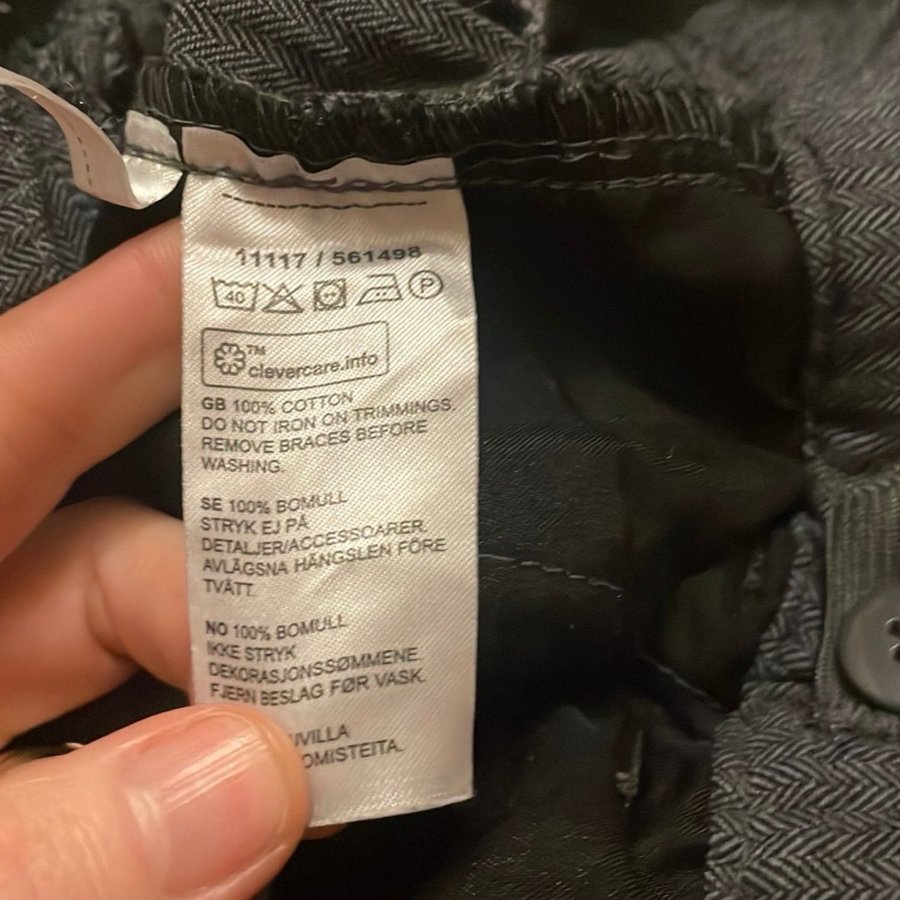 11117 / 561498
40 P
TM
clevercare.info
GB 100% COTTON
DO NOT IRON ON TRIMMINGS.
REMOVE BRACES BEFORE
WASHING.
SE 100% BOMULL
STRYK EJ PÅ
DETALJER/ACCESSOARER.
AVLÄGSNA HÄNGSLEN FÖRE
TVÄTT.
NO 100% BOMULL
IKKE STRYK
DEKORASJONSSØMMENE.
FJERN BESLAG FØR VASK.